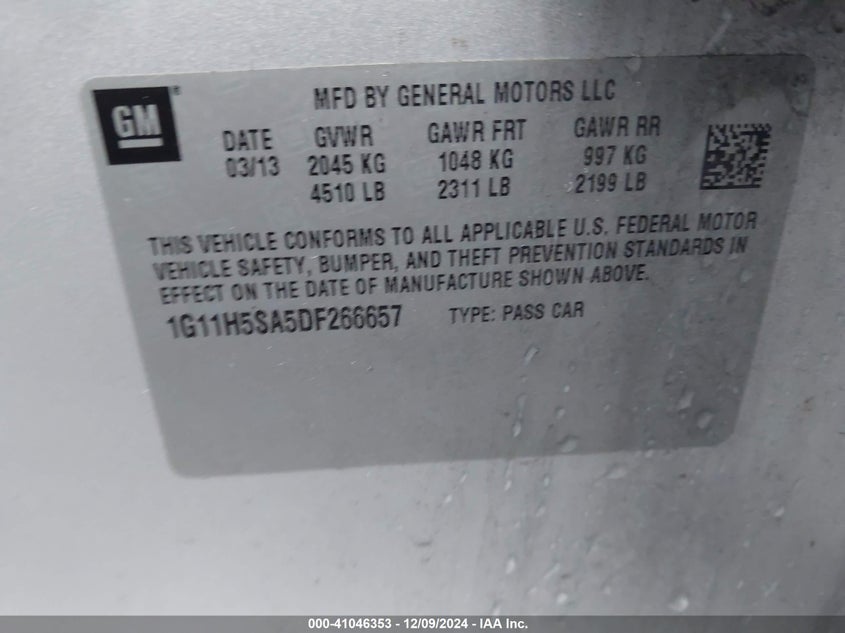 GM ®
MFD BY GENERAL MOTORS LLC
DATE GVWR GAWR FRT GAWR RR
03/13 2045 KG 1048 KG 997 KG
4510 LB 2311 LB 2199 LB
THIS VEHICLE CONFORMS TO ALL APPLICABLE U.S. FEDERAL MOTOR
VEHICLE SAFETY, BUMPER, AND THEFT PREVENTION STANDARDS IN
EFFECT ON THE DATE OF MANUFACTURE SHOWN ABOVE.
1G11H5SA5DF266657 TYPE: PASS CAR
000-41046353 - 12/09/2024 - IAA Inc.